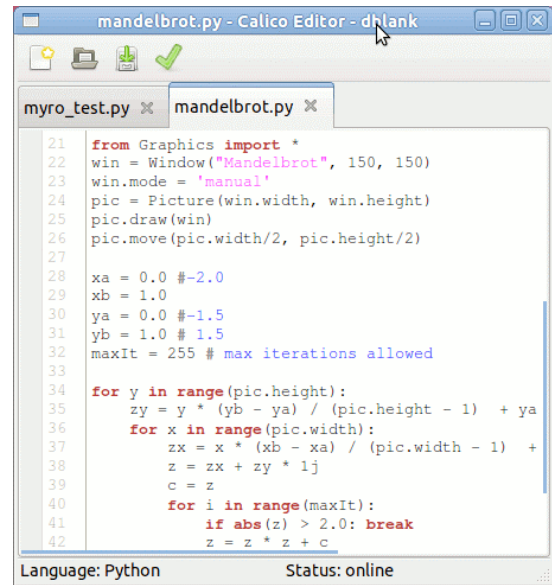 mandelbrot.py - Calico Editor - dblank
myro_test.py mandelbrot.py
21 from Graphics import *
22 win = Window("Mandelbrot", 150, 150)
23 win.mode = 'manual'
24 pic = Picture(win.width, win.height)
25 pic.draw(win)
26 pic.move(pic.width/2, pic.height/2)
27
28 xa = 0.0 #-2.0
29 xb = 1.0
30 ya = 0.0 #-1.5
31 yb = 1.0 # 1.5
32 maxIt = 255 # max iterations allowed
33
34 for y in range(pic.height):
35     zy = y * (yb - ya) / (pic.height - 1)  + ya
36     for x in range(pic.width):
37         zx = x * (xb - xa) / (pic.width - 1)  +
38         z = zx + zy * 1j
39         c = z
40         for i in range(maxIt):
41             if abs(z) > 2.0: break
42             z = z * z + c
Language: Python Status: online